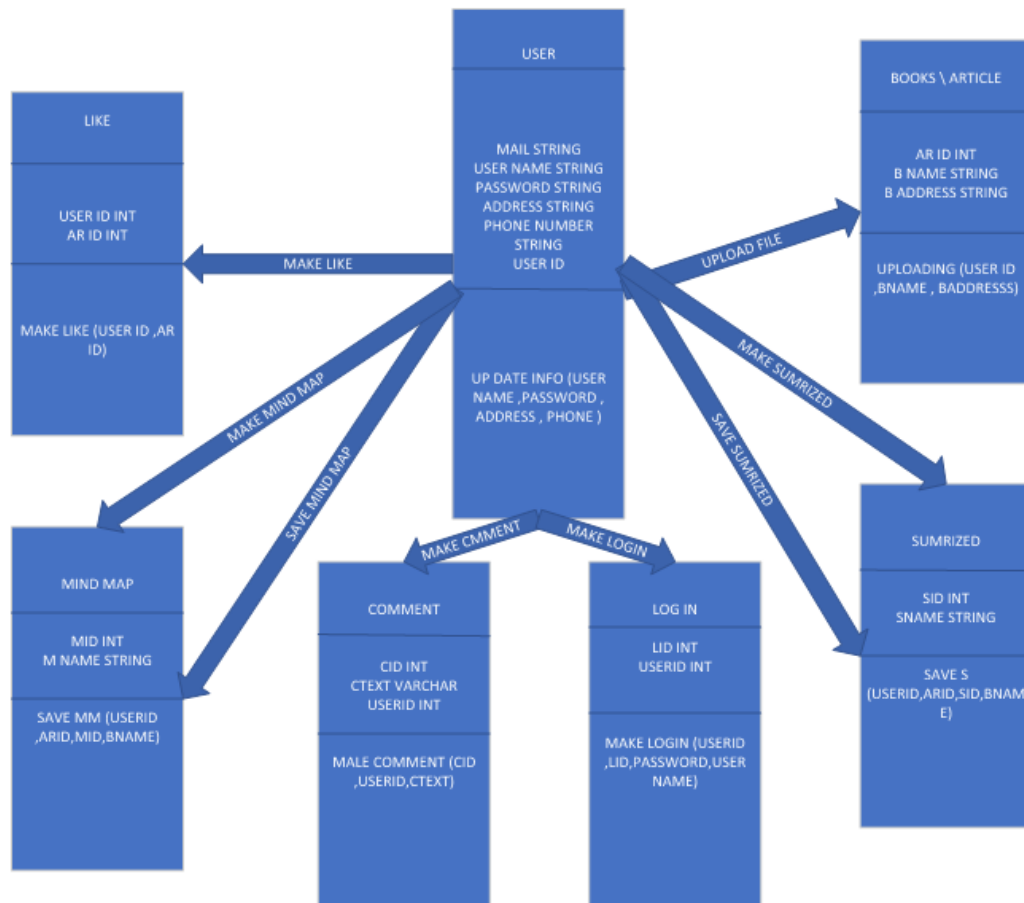 USER
MAIL STRING
USER NAME STRING
PASSWORD STRING
ADDRESS STRING
PHONE NUMBER
STRING
USER ID
UP DATE INFO (USER
NAME ,PASSWORD ,
ADDRESS , PHONE )
LIKE
USER ID INT
AR ID INT
MAKE LIKE (USER ID ,AR
ID)
BOOKS \ ARTICLE
AR ID INT
B NAME STRING
B ADDRESS STRING
UPLOADING (USER ID
,BNAME , BADDRESSS)
MAKE LIKE
UPLOAD FILE
MAKE MIND MAP
SAVE MIND MAP
MAKE SUMRIZED
SAVE SUMRIZED
MAKE CMMENT
MAKE LOGIN
MIND MAP
MID INT
M NAME STRING
SAVE MM (USERID
,ARID,MID,BNAME)
COMMENT
CID INT
CTEXT VARCHAR
USERID INT
MALE COMMENT (CID
,USERID,CTEXT)
LOG IN
LID INT
USERID INT
MAKE LOGIN (USERID
,LID,PASSWORD,USER
NAME)
SUMRIZED
SID INT
SNAME STRING
SAVE S
(USERID,ARID,SID,BNAM
E)